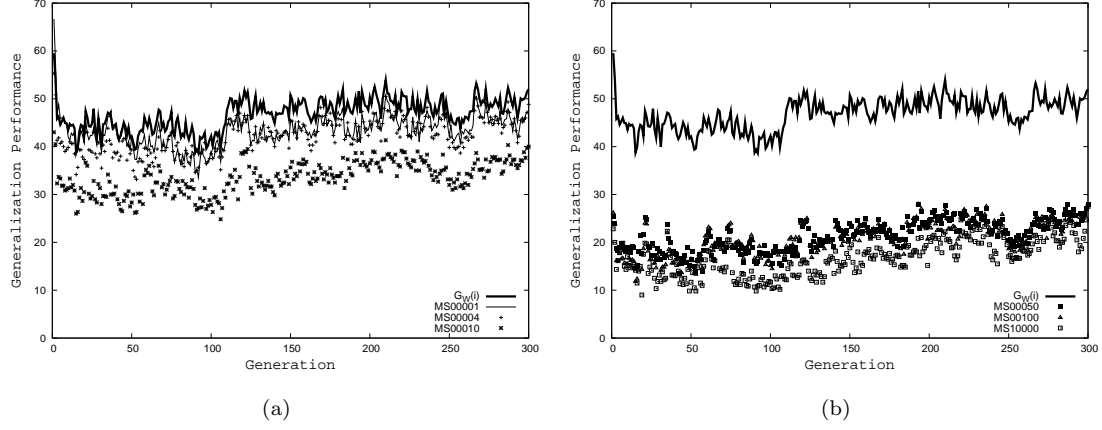 70
60
50
40
30
20
10
0
Generalization Performance
0 50 100 150 200 250 300
Generation
G_W(i)
MS00001
MS00004
MS00010
(a)
70
60
50
40
30
20
10
0
Generalization Performance
0 50 100 150 200 250 300
Generation
G_W(i)
MS00050
MS00100
MS10000
(b)